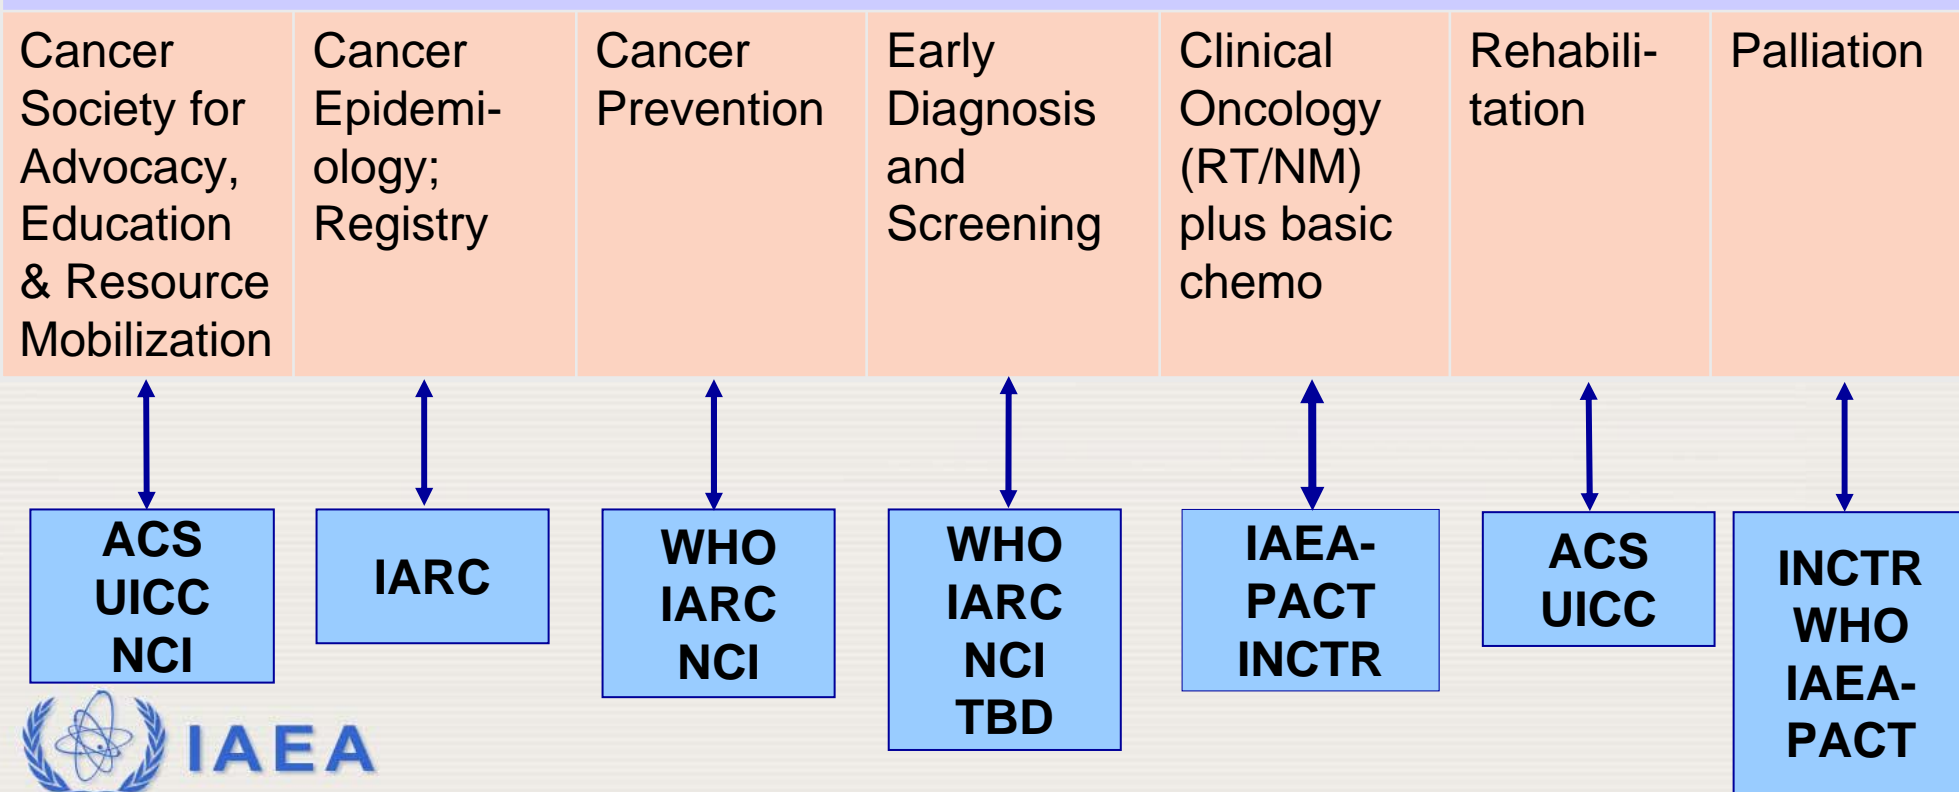 Cancer
Society for
Advocacy,
Education
& Resource
Mobilization
Cancer
Epidemi-
ology;
Registry
Cancer
Prevention
Early
Diagnosis
and
Screening
Clinical
Oncology
(RT/NM)
plus basic
chemo
Rehabili-
tation
Palliation
ACS
UICC
NCI
IARC
WHO
IARC
NCI
WHO
IARC
NCI
TBD
IAEA-
PACT
INCTR
ACS
UICC
INCTR
WHO
IAEA-
PACT
IAEA